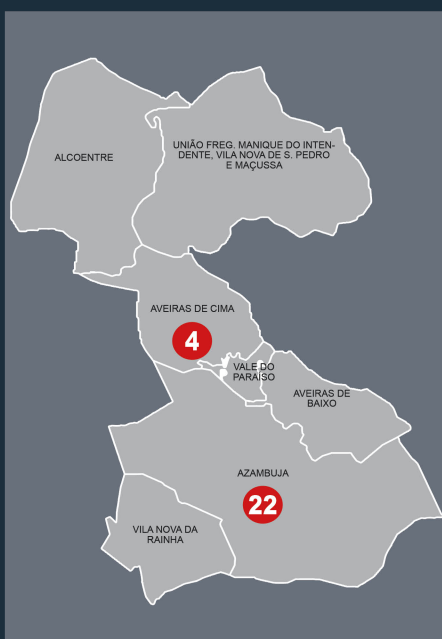 ALCOENTRE
UNIÃO FREG. MANIQUE DO INTEN-
DENTE, VILA NOVA DE S. PEDRO
E MAÇUSSA
AVEIRAS DE CIMA
4
VALE DO
PARAÍSO
AVEIRAS DE
BAIXO
AZAMBUJA
22
VILA NOVA DA
RAINHA